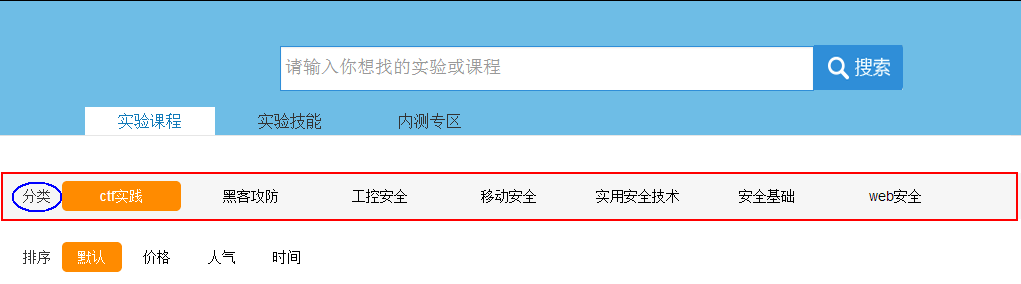 请输入你想找的实验或课程 搜索
实验课程 实验技能 内测专区
分类 ctf实践 黑客攻防 工控安全 移动安全 实用安全技术 安全基础 web安全
排序 默认 价格 人气 时间